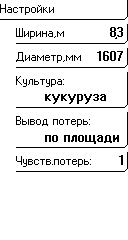 Настройки
Ширина,м 8,3
Диаметр,мм 1607
Культура:
кукуруза
Вывод потерь:
по площади
Чувств.потерь: 1